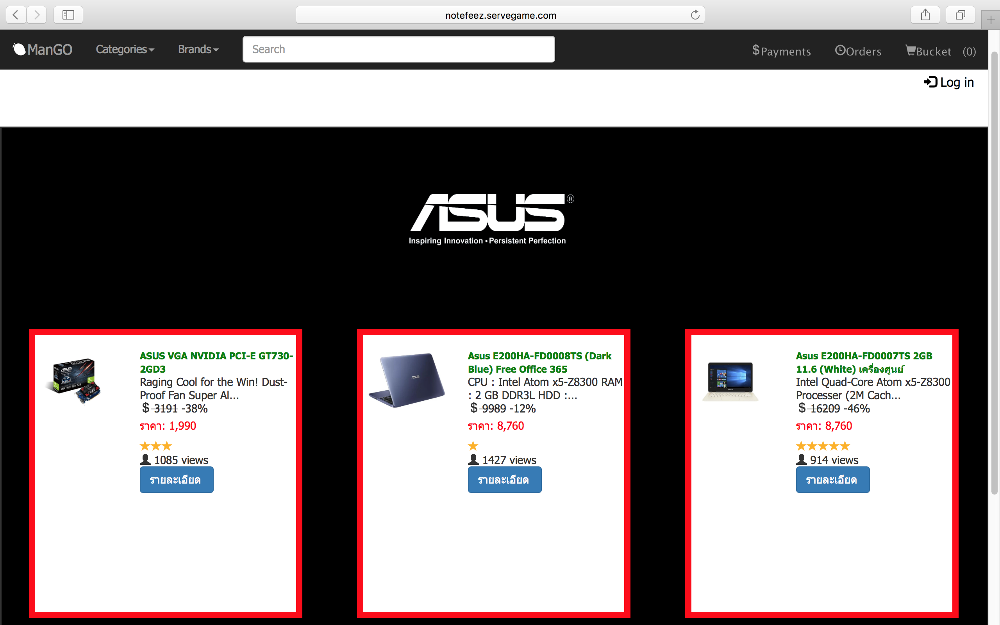 notefeez.servegame.com
ManGO Categories Brands Search $Payments Orders Bucket (0)
Log in
ASUS ®
Inspiring Innovation • Persistent Perfection
ASUS VGA NVIDIA PCI-E GT730-
2GD3
Raging Cool for the Win! Dust-
Proof Fan Super Al...
$ 3191 -38%
ราคา: 1,990
1085 views
รายละเอียด
Asus E200HA-FD0008TS (Dark
Blue) Free Office 365
CPU : Intel Atom x5-Z8300 RAM
: 2 GB DDR3L HDD :...
$ 9989 -12%
ราคา: 8,760
1427 views
รายละเอียด
Asus E200HA-FD0007TS 2GB
11.6 (White) เครื่องศูนย์
Intel Quad-Core Atom x5-Z8300
Processer (2M Cach...
$ 16209 -46%
ราคา: 8,760
914 views
รายละเอียด